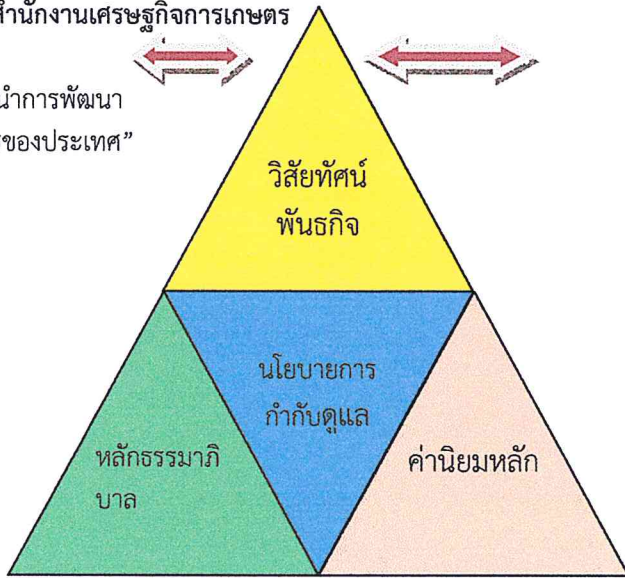 สำนักงานเศรษฐกิจการเกษตร
นำการพัฒนา
ของประเทศ”
วิสัยทัศน์
พันธกิจ
นโยบายการ
กำกับดูแล
หลักธรรมาภิ
บาล
ค่านิยมหลัก